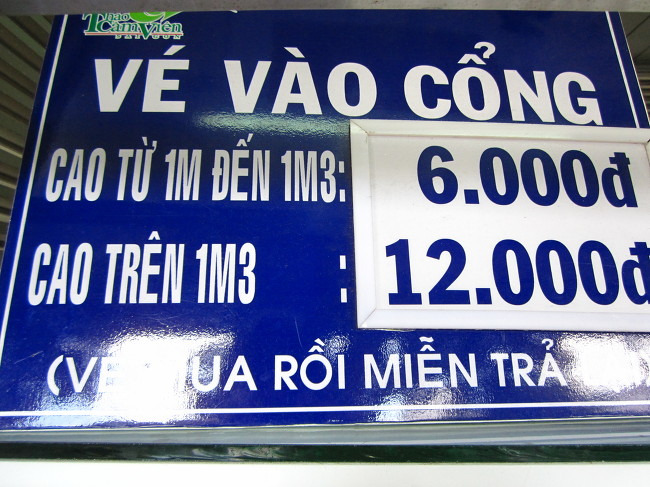 Thảo
Cầm Viên
SAIGON
VÉ VÀO CỔNG
CAO TỪ 1M ĐẾN 1M3: 6.000đ
CAO TRÊN 1M3 : 12.000đ
RỒI MIỄN TRẢ